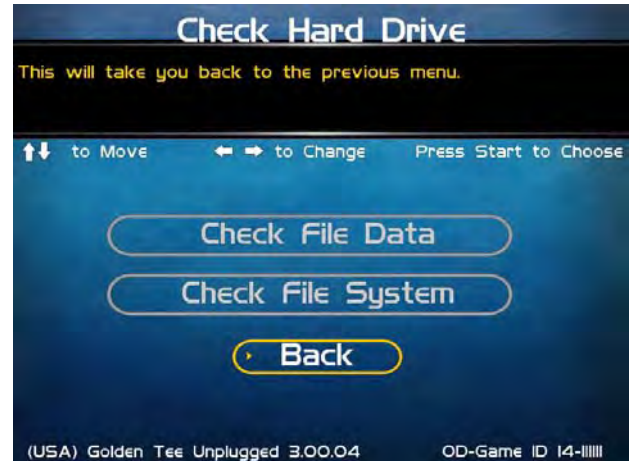 Check Hard Drive
This will take you back to the previous menu.
to Move to Change Press Start to Choose
Check File Data
Check File System
Back
(USA) Golden Tee Unplugged 3.00.04 OD-Game ID 14-111111